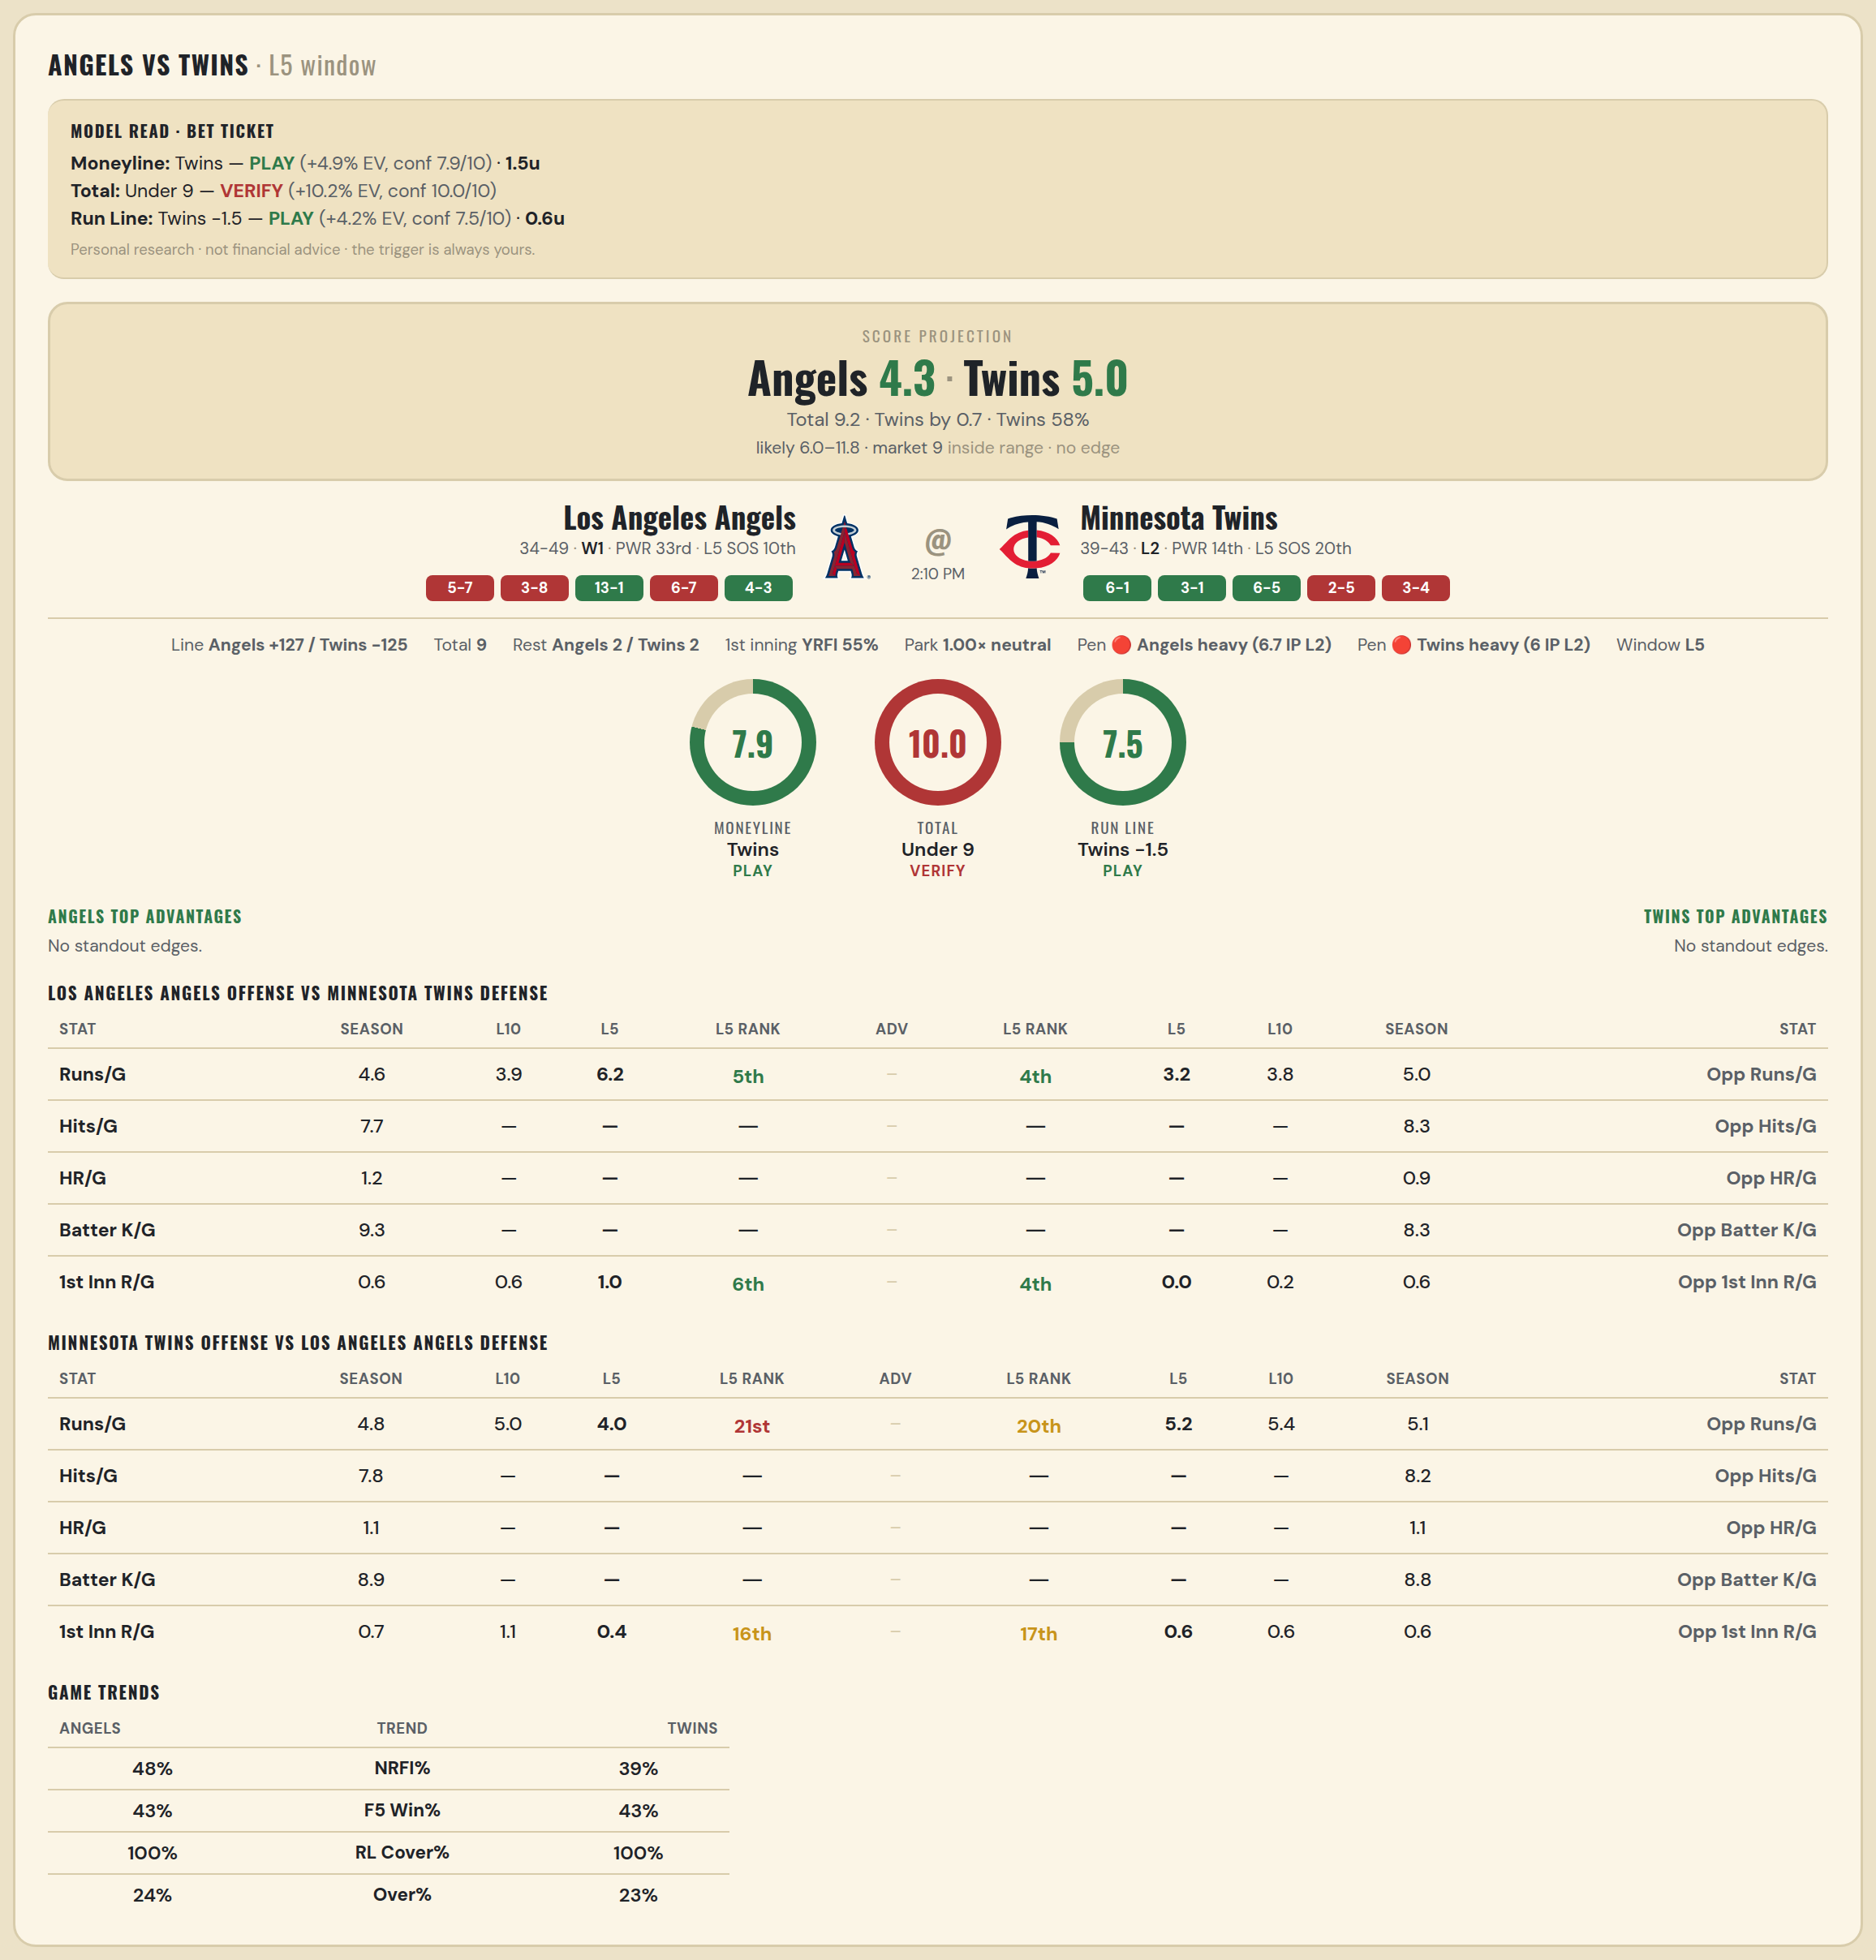 ANGELS VS TWINS · L5 window
MODEL READ · BET TICKET
Moneyline: Twins — PLAY (+4.9% EV, conf 7.9/10) · 1.5u
Total: Under 9 — VERIFY (+10.2% EV, conf 10.0/10)
Run Line: Twins -1.5 — PLAY (+4.2% EV, conf 7.5/10) · 0.6u
Personal research · not financial advice · the trigger is always yours.
SCORE PROJECTION
Angels 4.3 · Twins 5.0
Total 9.2 · Twins by 0.7 · Twins 58%
likely 6.0–11.8 · market 9 inside range · no edge
Los Angeles Angels
34-49 · W1 · PWR 33rd · L5 SOS 10th
5-7 3-8 13-1 6-7 4-3
@
2:10 PM
Minnesota Twins
39-43 · L2 · PWR 14th · L5 SOS 20th
6-1 3-1 6-5 2-5 3-4
Line Angels +127 / Twins -125 Total 9 Rest Angels 2 / Twins 2 1st inning YRFI 55% Park 1.00× neutral Pen 🔴 Angels heavy (6.7 IP L2) Pen 🔴 Twins heavy (6 IP L2) Window L5
7.9 10.0 7.5
MONEYLINE TOTAL RUN LINE
Twins Under 9 Twins -1.5
PLAY VERIFY PLAY
ANGELS TOP ADVANTAGES TWINS TOP ADVANTAGES
No standout edges. No standout edges.
LOS ANGELES ANGELS OFFENSE VS MINNESOTA TWINS DEFENSE
STAT SEASON L10 L5 L5 RANK ADV L5 RANK L5 L10 SEASON STAT
Runs/G 4.6 3.9 6.2 5th – 4th 3.2 3.8 5.0 Opp Runs/G
Hits/G 7.7 — — — – — — — 8.3 Opp Hits/G
HR/G 1.2 — — — – — — — 0.9 Opp HR/G
Batter K/G 9.3 — — — – — — — 8.3 Opp Batter K/G
1st Inn R/G 0.6 0.6 1.0 6th – 4th 0.0 0.2 0.6 Opp 1st Inn R/G
MINNESOTA TWINS OFFENSE VS LOS ANGELES ANGELS DEFENSE
STAT SEASON L10 L5 L5 RANK ADV L5 RANK L5 L10 SEASON STAT
Runs/G 4.8 5.0 4.0 21st – 20th 5.2 5.4 5.1 Opp Runs/G
Hits/G 7.8 — — — – — — — 8.2 Opp Hits/G
HR/G 1.1 — — — – — — — 1.1 Opp HR/G
Batter K/G 8.9 — — — – — — — 8.8 Opp Batter K/G
1st Inn R/G 0.7 1.1 0.4 16th – 17th 0.6 0.6 0.6 Opp 1st Inn R/G
GAME TRENDS
ANGELS TREND TWINS
48% NRFI% 39%
43% F5 Win% 43%
100% RL Cover% 100%
24% Over% 23%